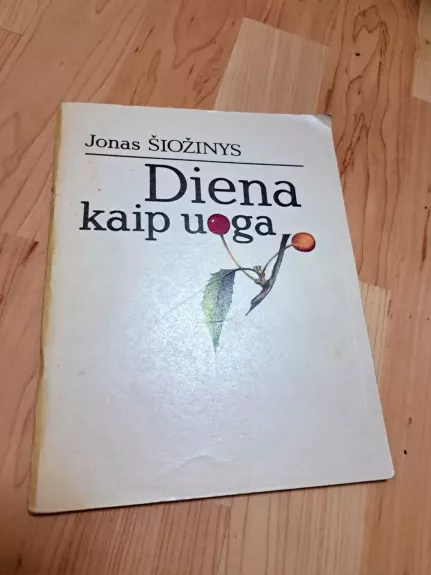 Jonas ŠIOŽINYS
Diena
kaip uoga